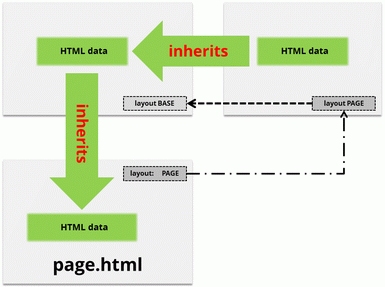 HTML data
inherits
HTML data
layout BASE
layout PAGE
inherits
layout: PAGE
HTML data
page.html